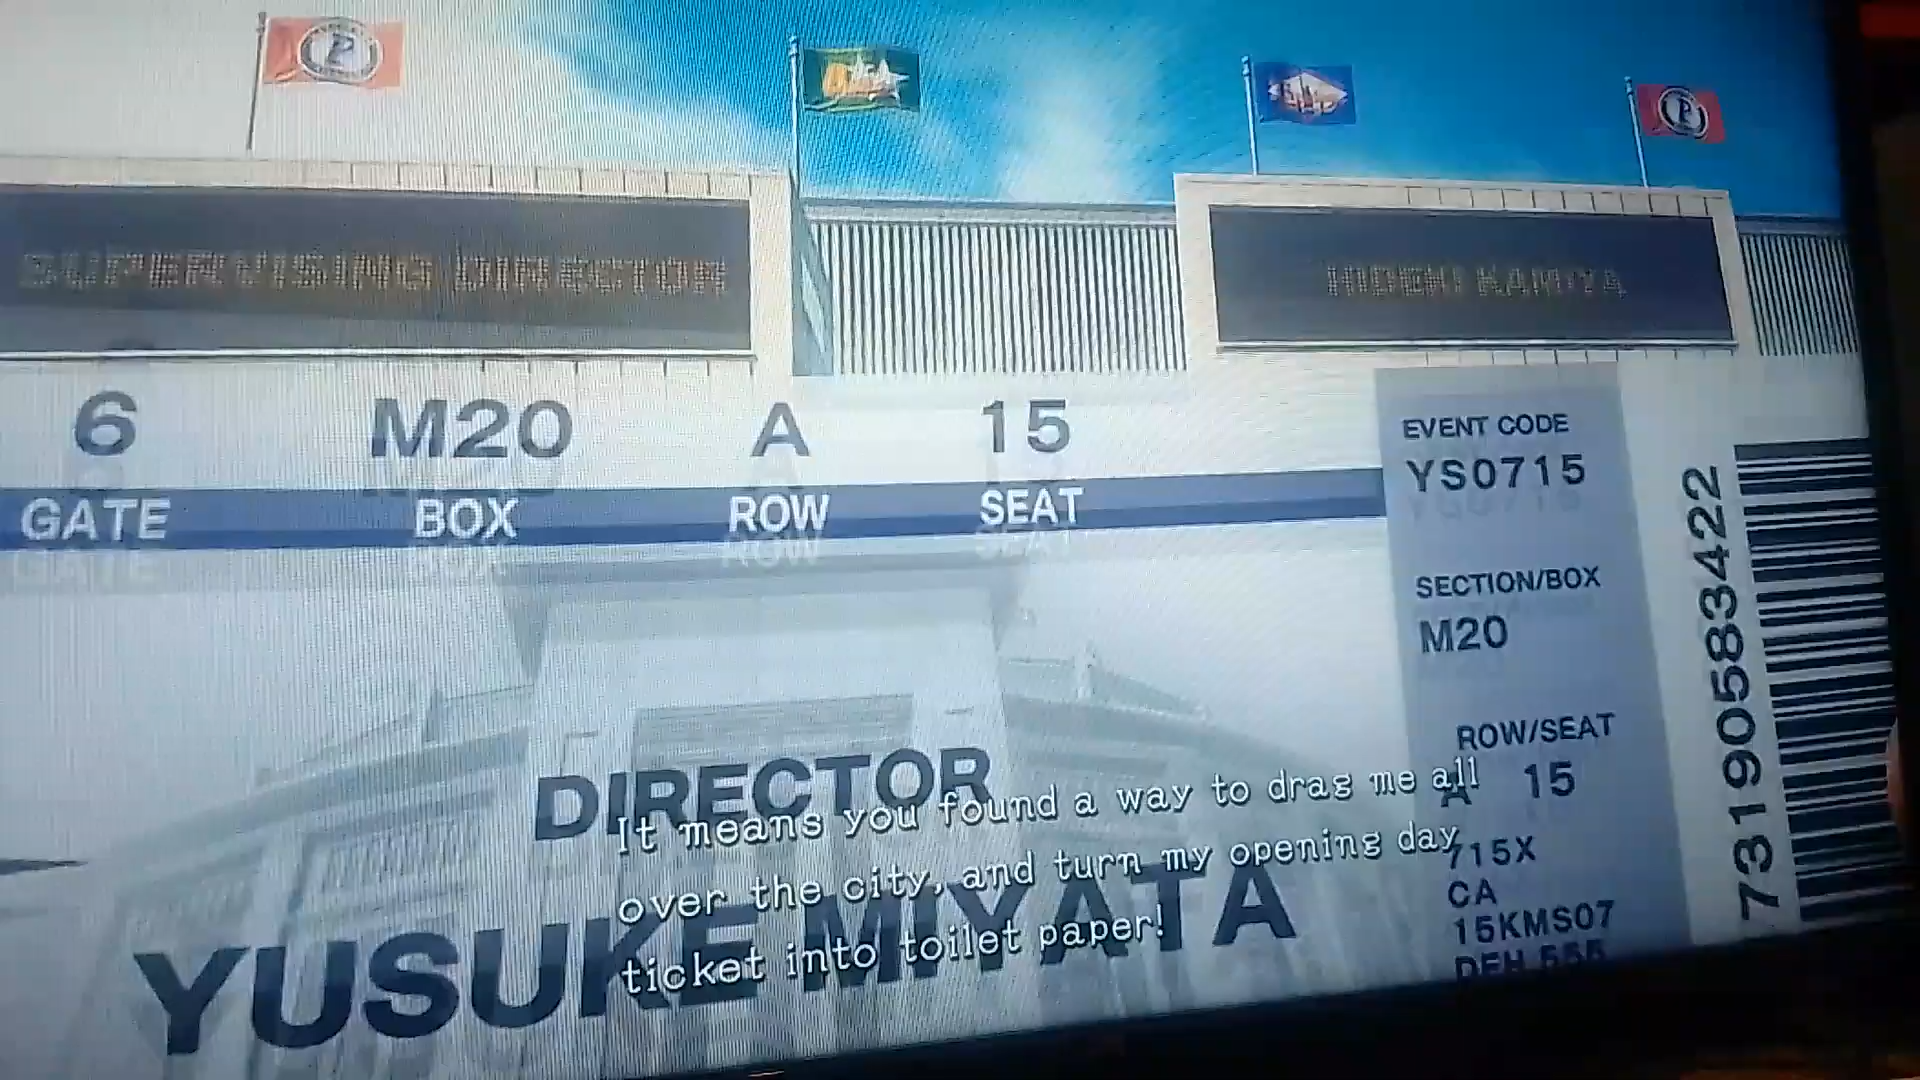 P
P
SUPERVISING DIRECTOR
HIDEKI KAMIYA
6 M20 A 15
GATE BOX ROW SEAT
EVENT CODE
YS0715
SECTION/BOX
M20
ROW/SEAT
A 15
715X
CA
15KMS07
7319058342​2
DIRECTOR
YUSUKE MIYATA
It means you found a way to drag me all
over the city, and turn my opening day
ticket into toilet paper!